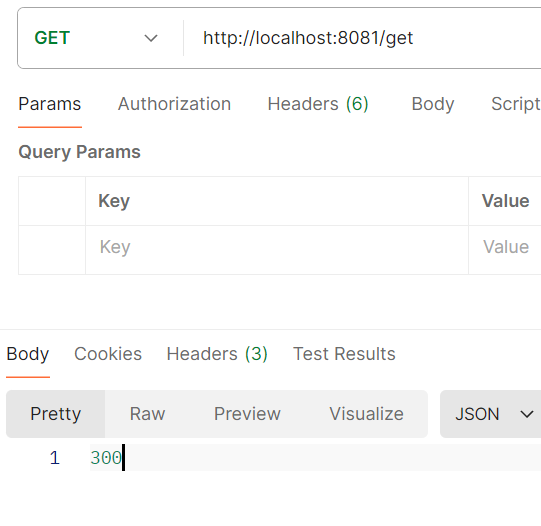 GET http://localhost:8081/get
Params Authorization Headers (6) Body Script
Query Params
Key Value
Key Value
Body Cookies Headers (3) Test Results
Pretty Raw Preview Visualize JSON
1 300